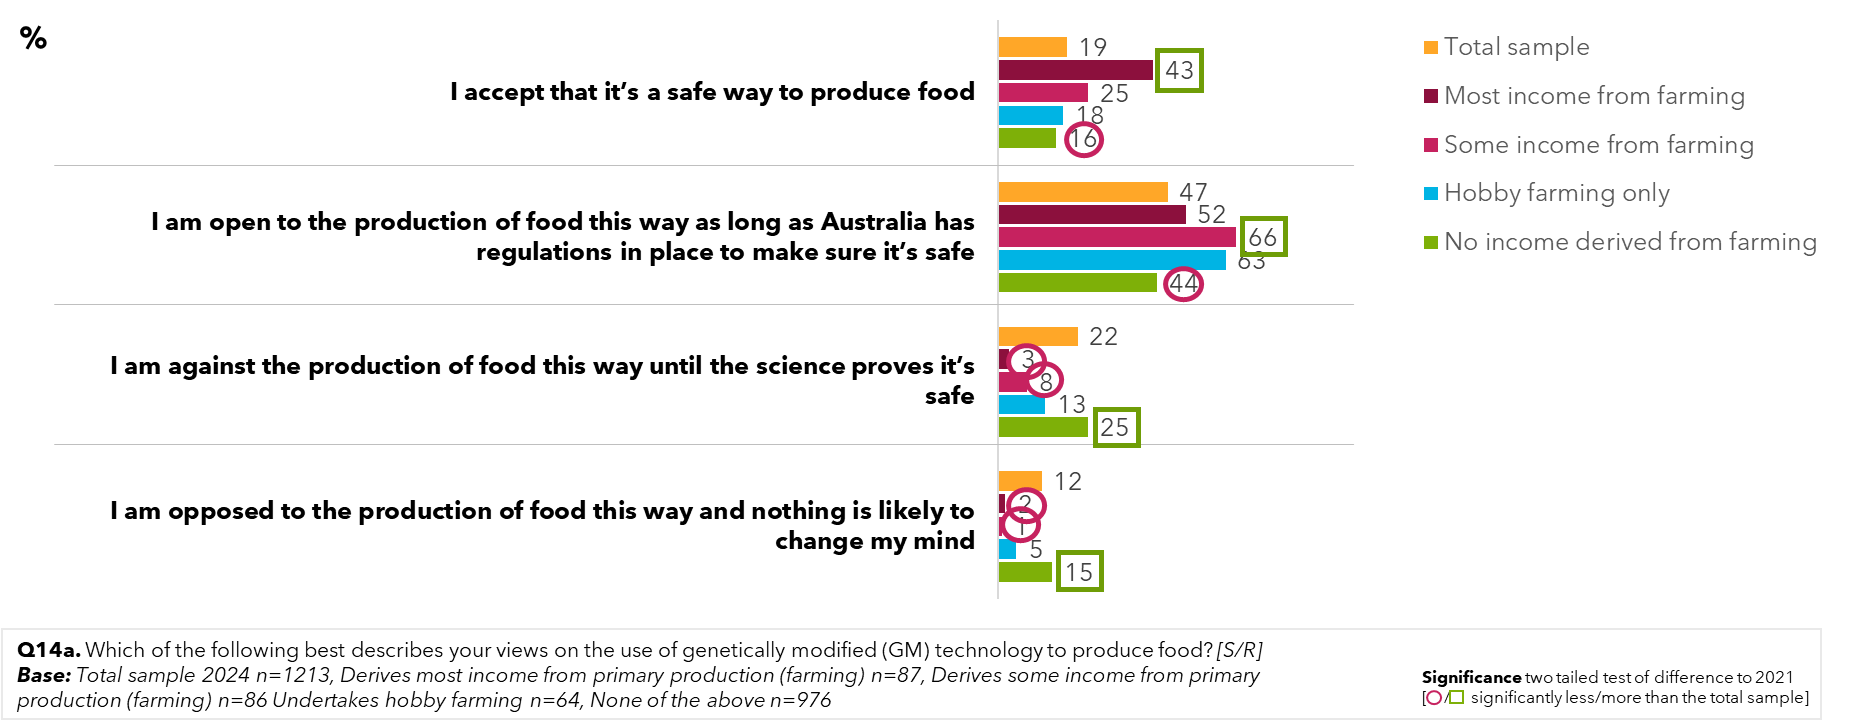 %
Total sample
Most income from farming
Some income from farming
Hobby farming only
No income derived from farming
I accept that it's a safe way to produce food
19
43
25
18
16
I am open to the production of food this way as long as Australia has
regulations in place to make sure it's safe
47
52
66
63
44
I am against the production of food this way until the science proves it's
safe
22
3
8
13
25
I am opposed to the production of food this way and nothing is likely to
change my mind
12
2
1
5
15
Q14a. Which of the following best describes your views on the use of genetically modified (GM) technology to produce food? [S/R]
Base: Total sample 2024 n=1213, Derives most income from primary production (farming) n=87, Derives some income from primary
production (farming) n=86 Undertakes hobby farming n=64, None of the above n=976
Significance two tailed test of difference to 2021
[○/□ significantly less/more than the total sample]